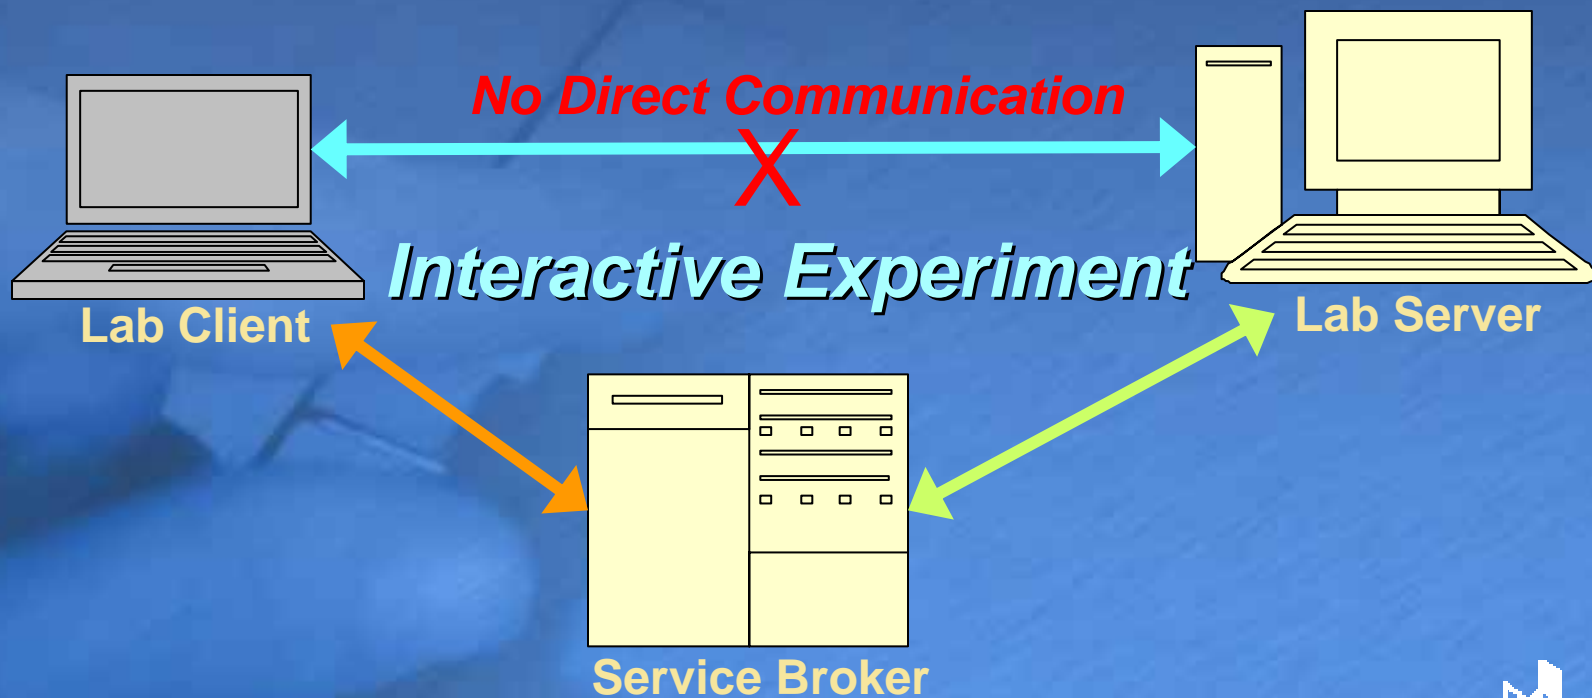 No Direct Communication
X
Interactive Experiment
Lab Client
Lab Server
Service Broker